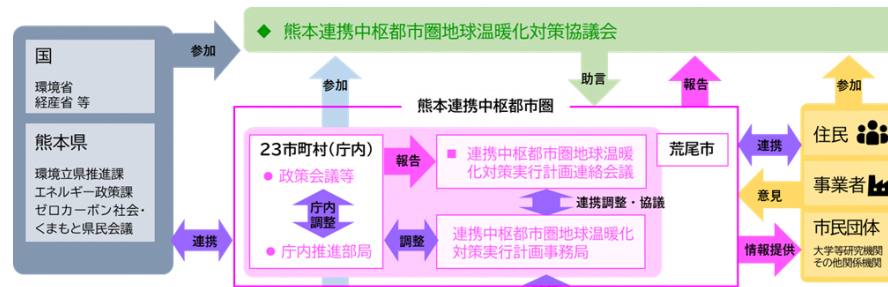 ◆ 熊本連携中枢都市圏地球温暖化対策協議会
国
環境省
経産省 等
熊本県
環境立県推進課
エネルギー政策課
ゼロカーボン社会・
くまもと県民会議
参加
参加
助言
報告
参加
熊本連携中枢都市圏
23市町村(庁内)
● 政策会議等
庁内
調整
● 庁内推進部局
報告
■ 連携中枢都市圏地球温暖
化対策実行計画連絡会議
連携調整・協議
調整
連携中枢都市圏地球温暖化
対策実行計画事務局
荒尾市
連携
連携
意見
情報提供
住民
事業者
市民団体
大学等研究機関
その他関係機関